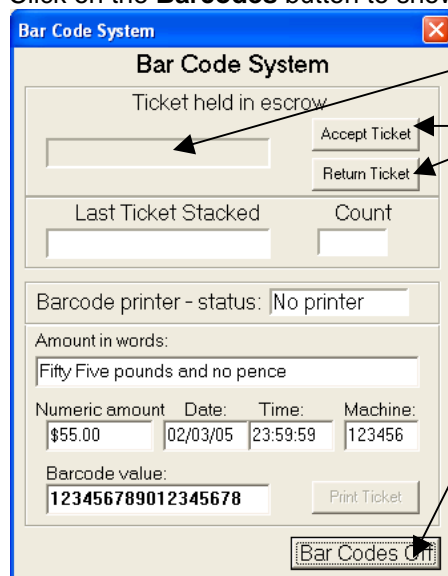 Click on the Barcodes button to show
Bar Code System
Bar Code System
Ticket held in escrow
Accept Ticket
Return Ticket
Last Ticket Stacked Count
Barcode printer - status: No printer
Amount in words:
Fifty Five pounds and no pence
Numeric amount Date: Time: Machine:
$55.00 02/03/05 23:59:59 123456
Barcode value:
123456789012345678 Print Ticket
Bar Codes Off